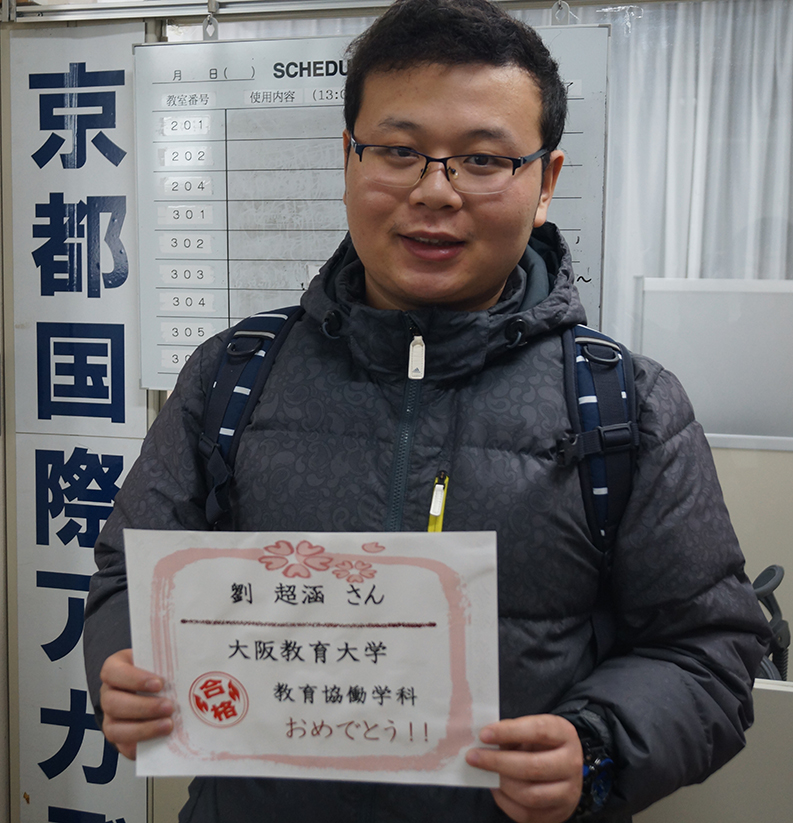 京都国際アカデ
月 日( ) SCHEDU
教室番号 使用内容 (13:0
201
202
204
301
302
303
304
305
劉 超涵 さん
大阪教育大学
教育協働学科
合格
おめでとう!!